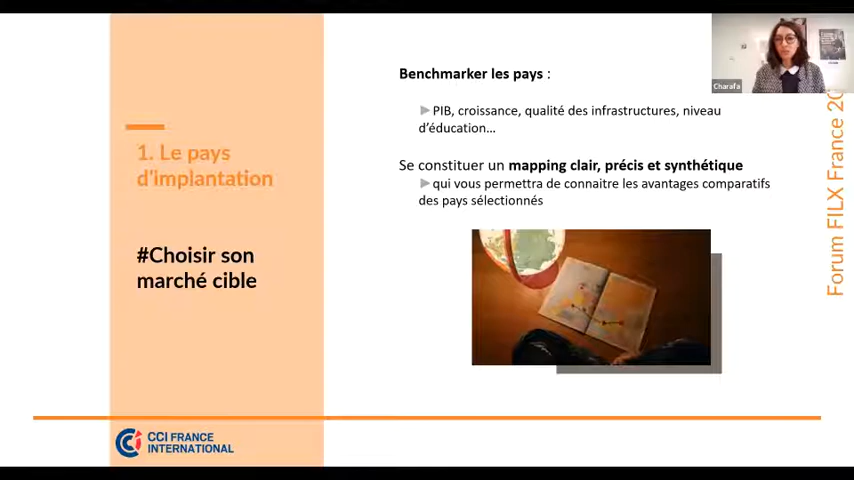 1. Le pays
d'implantation
#Choisir son
marché cible
Benchmarker les pays :
PIB, croissance, qualité des infrastructures, niveau
d'éducation...
Se constituer un mapping clair, précis et synthétique
qui vous permettra de connaitre les avantages comparatifs
des pays sélectionnés
Charafa
Forum FILX France 20
CCI FRANCE
INTERNATIONAL